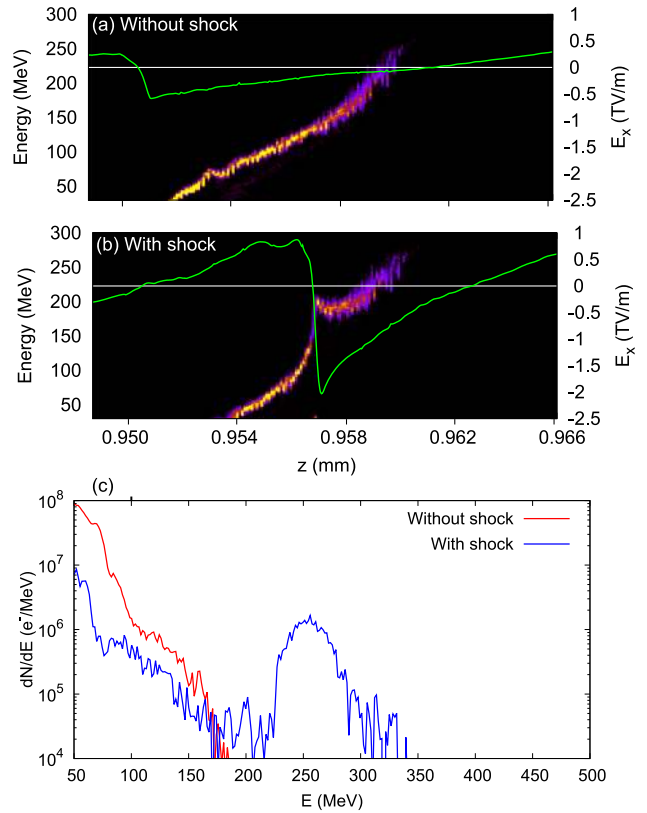 (a) Without shock
300
250
200
150
100
50
Energy (MeV)
1
0.5
0
-0.5
-1
-1.5
-2
-2.5
E_x (TV/m)
(b) With shock
300
250
200
150
100
50
Energy (MeV)
1
0.5
0
-0.5
-1
-1.5
-2
-2.5
E_x (TV/m)
0.950 0.954 0.958 0.962 0.966
z (mm)
(c)
10^8
10^7
10^6
10^5
10^4
dN/dE (e^-/MeV)
Without shock
With shock
50 100 150 200 250 300 350 400 450 500
E (MeV)